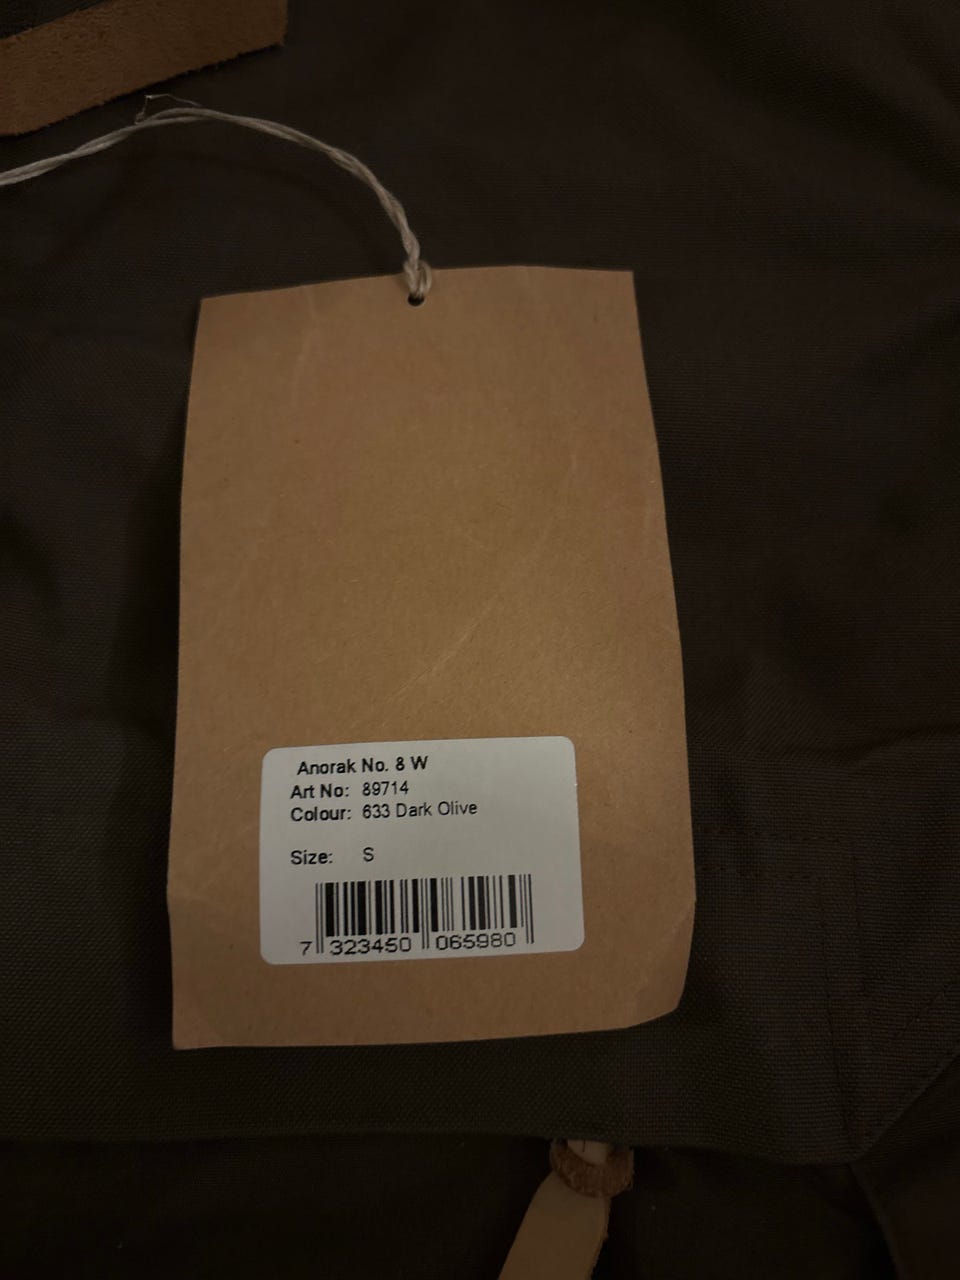 Anorak No. 8 W
Art No: 89714
Colour: 633 Dark Olive
Size: S
7 323450 065980